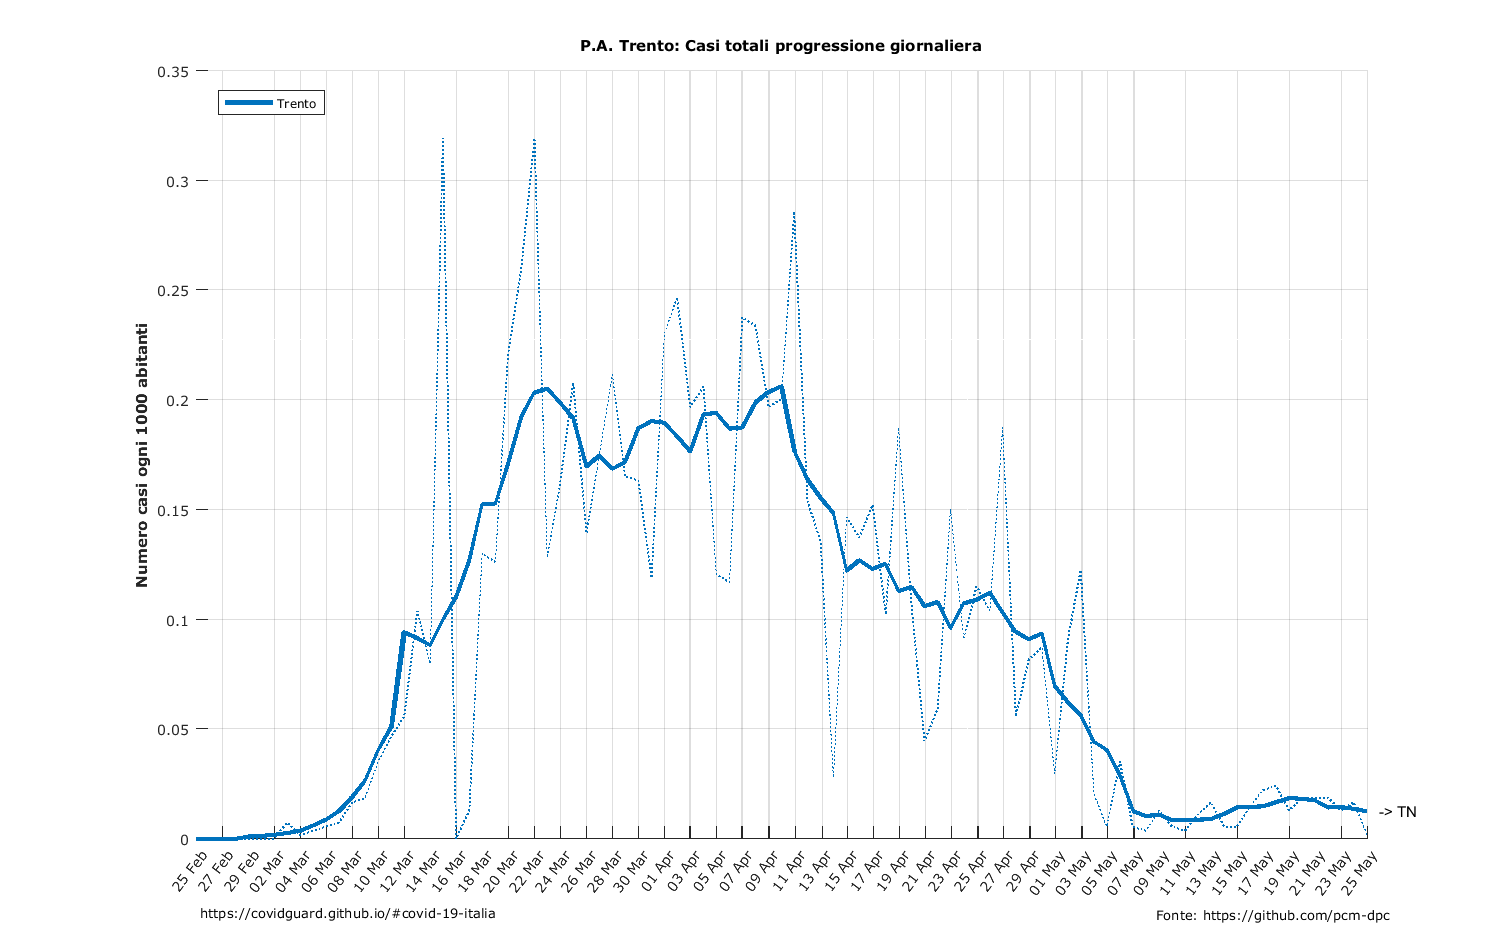 P.A. Trento: Casi totali progressione giornaliera
0.35
Trento
0.3
0.25
0.2
0.15
0.1
0.05
0
Numero casi ogni 1000 abitanti
-> TN
25 Feb
27 Feb
29 Feb
02 Mar
04 Mar
06 Mar
08 Mar
10 Mar
12 Mar
14 Mar
16 Mar
18 Mar
20 Mar
22 Mar
24 Mar
26 Mar
28 Mar
30 Mar
01 Apr
03 Apr
05 Apr
07 Apr
09 Apr
11 Apr
13 Apr
15 Apr
17 Apr
19 Apr
21 Apr
23 Apr
25 Apr
27 Apr
29 Apr
01 May
03 May
05 May
07 May
09 May
11 May
13 May
15 May
17 May
19 May
21 May
23 May
25 May
https://covidguard.github.io/#covid-19-italia
Fonte: https://github.com/pcm-dpc